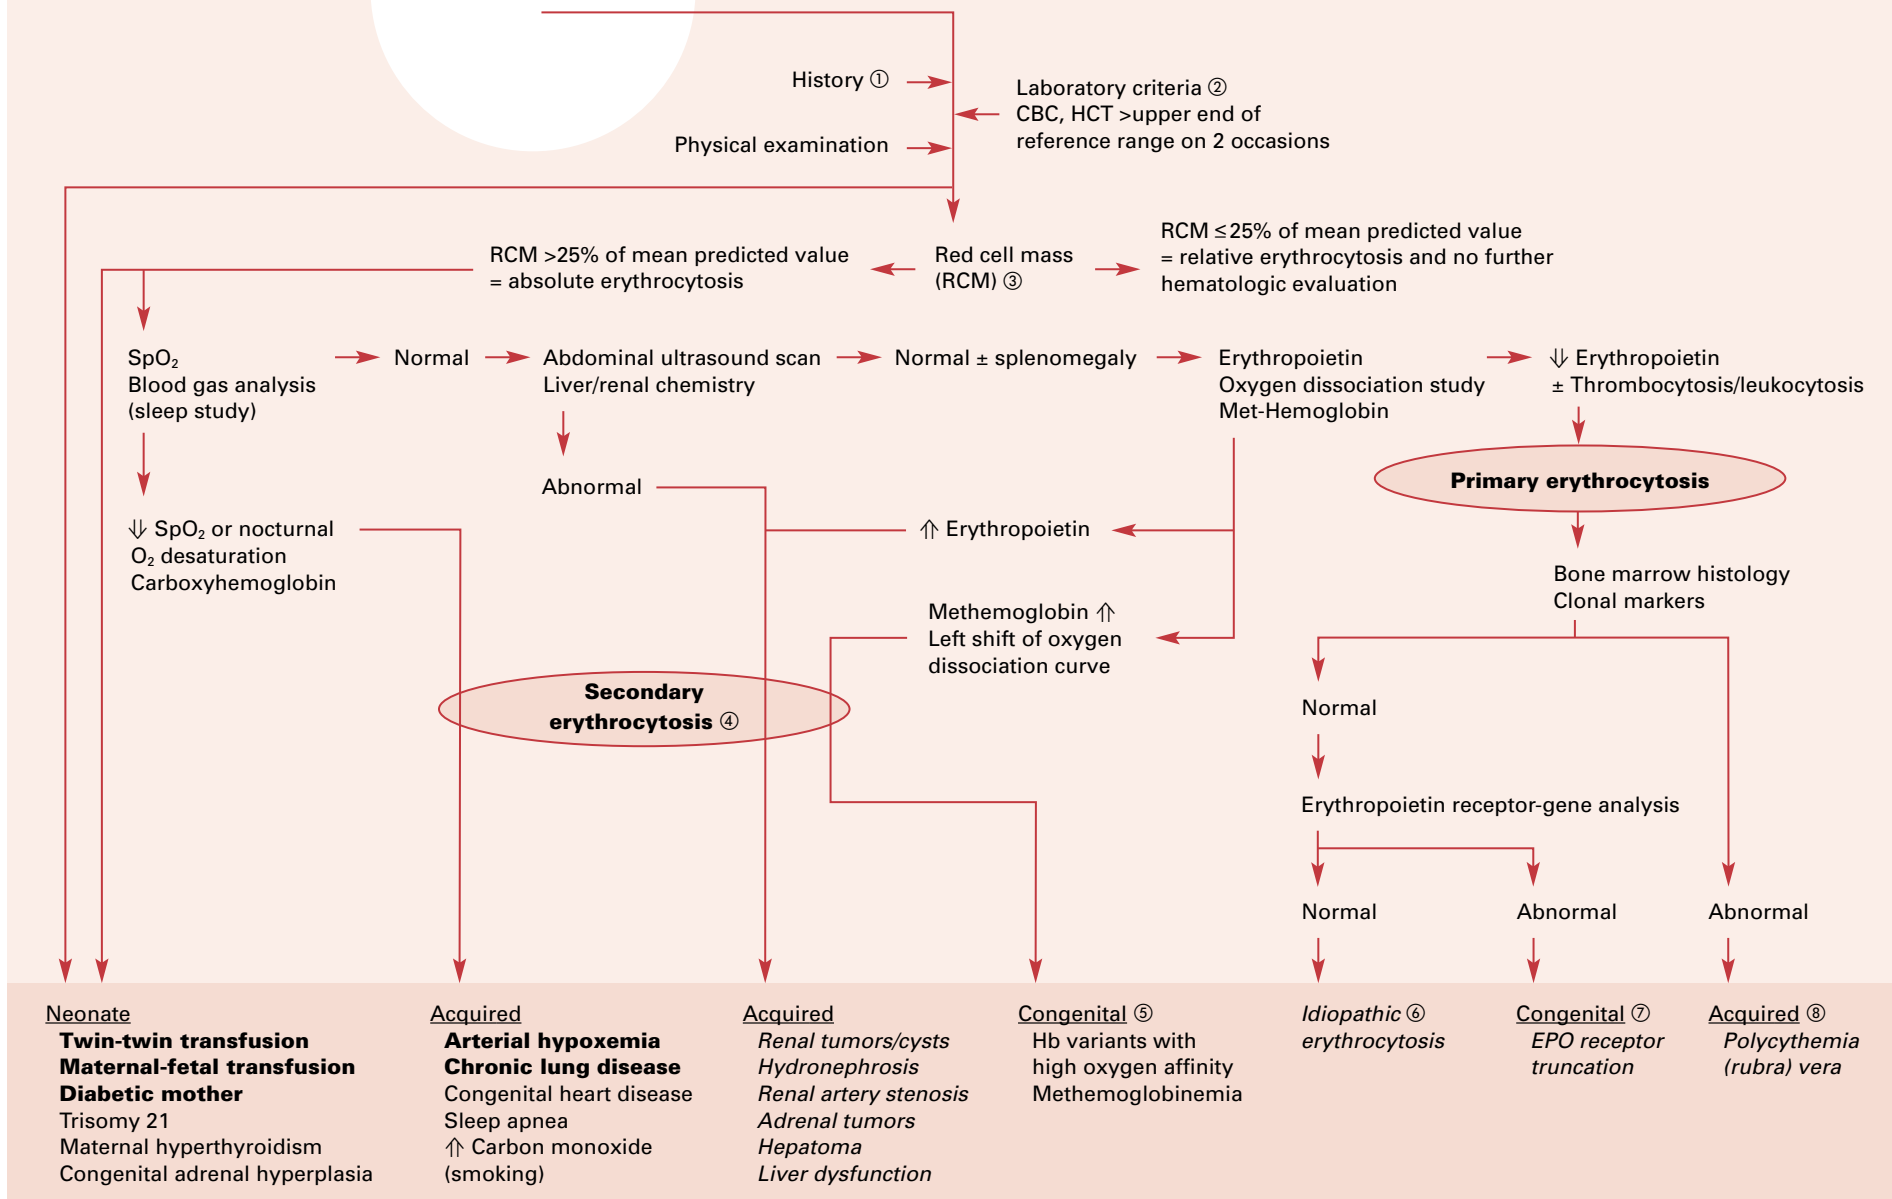 History ①
Laboratory criteria ②
CBC, HCT >upper end of
reference range on 2 occasions
Physical examination
RCM >25% of mean predicted value
= absolute erythrocytosis
Red cell mass
(RCM) ③
RCM ≤25% of mean predicted value
= relative erythrocytosis and no further
hematologic evaluation
SpO₂
Blood gas analysis
(sleep study)
Normal
Abdominal ultrasound scan
Liver/renal chemistry
Normal ± splenomegaly
Erythropoietin
Oxygen dissociation study
Met-Hemoglobin
⇓ Erythropoietin
± Thrombocytosis/leukocytosis
Abnormal
Primary erythrocytosis
⇓ SpO₂ or nocturnal
O₂ desaturation
Carboxyhemoglobin
⇑ Erythropoietin
Bone marrow histology
Clonal markers
Methemoglobin ⇑
Left shift of oxygen
dissociation curve
Secondary
erythrocytosis ④
Normal
Erythropoietin receptor-gene analysis
Normal
Abnormal
Abnormal
Neonate
Twin-twin transfusion
Maternal-fetal transfusion
Diabetic mother
Trisomy 21
Maternal hyperthyroidism
Congenital adrenal hyperplasia
Acquired
Arterial hypoxemia
Chronic lung disease
Congenital heart disease
Sleep apnea
⇑ Carbon monoxide
(smoking)
Acquired
Renal tumors/cysts
Hydronephrosis
Renal artery stenosis
Adrenal tumors
Hepatoma
Liver dysfunction
Congenital ⑤
Hb variants with
high oxygen affinity
Methemoglobinemia
Idiopathic ⑥
erythrocytosis
Congenital ⑦
EPO receptor
truncation
Acquired ⑧
Polycythemia
(rubra) vera